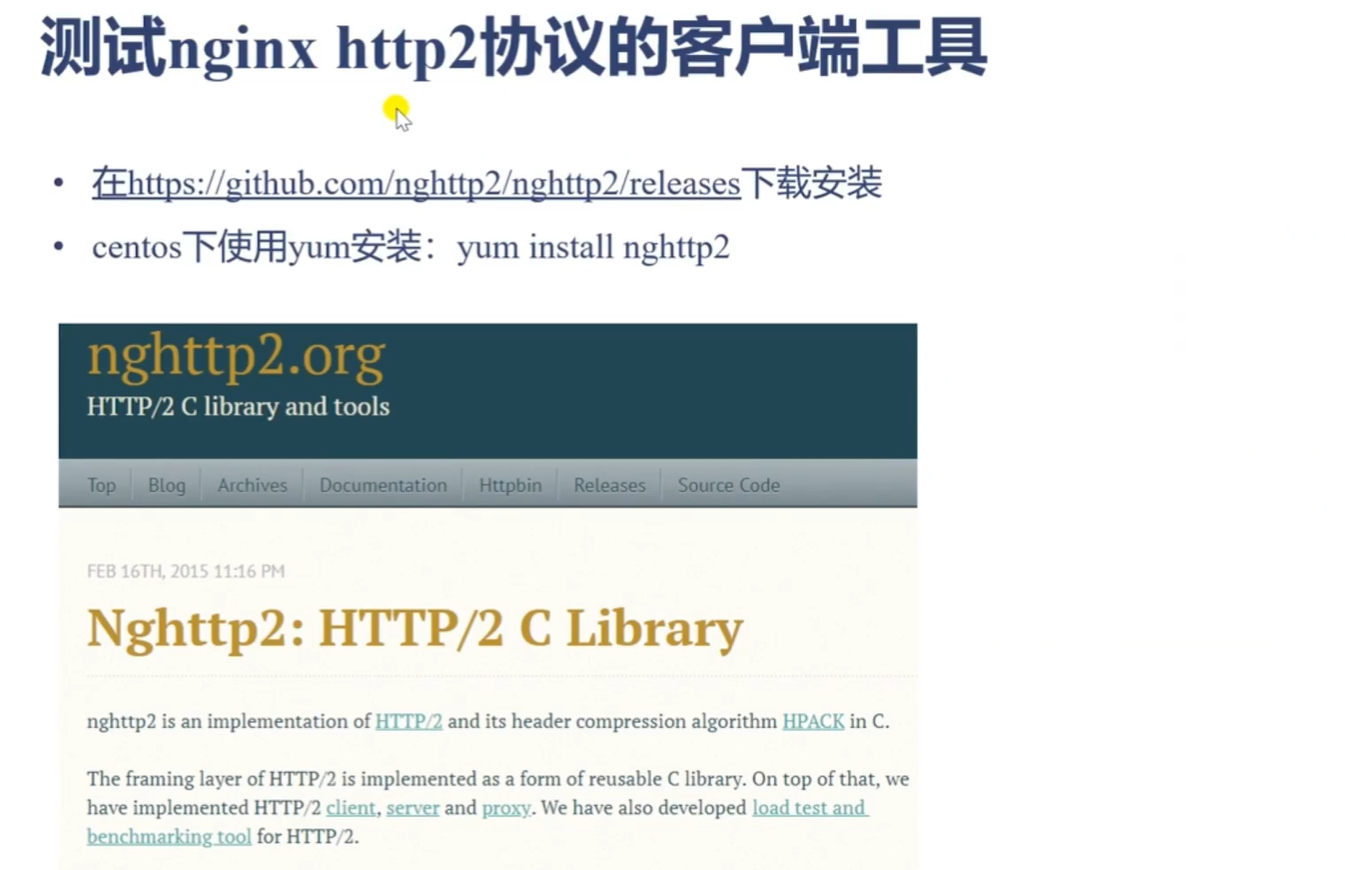 测试nginx http2协议的客户端工具
• 在https://github.com/nghttp2/nghttp2/releases下载安装
• centos下使用yum安装：yum install nghttp2
nghttp2.org
HTTP/2 C library and tools
Top Blog Archives Documentation Httpbin Releases Source Code
FEB 16TH, 2015 11:16 PM
Nghttp2: HTTP/2 C Library
nghttp2 is an implementation of HTTP/2 and its header compression algorithm HPACK in C.
The framing layer of HTTP/2 is implemented as a form of reusable C library. On top of that, we
have implemented HTTP/2 client, server and proxy. We have also developed load test and
benchmarking tool for HTTP/2.